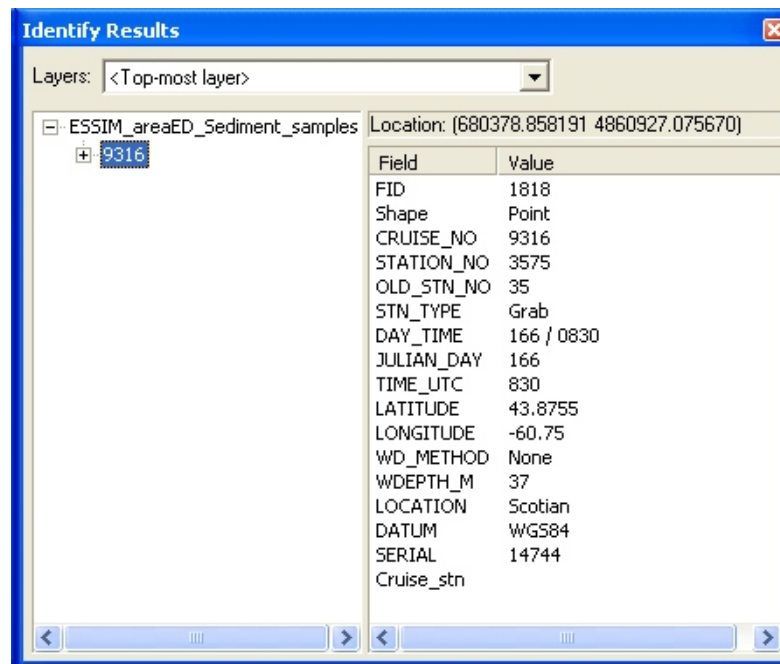 Identify Results
Layers: <Top-most layer>
ESSIM_areaED_Sediment_samples
9316
Location: (680378.858191 4860927.075670)
Field Value
FID 1818
Shape Point
CRUISE_NO 9316
STATION_NO 3575
OLD_STN_NO 35
STN_TYPE Grab
DAY_TIME 166 / 0830
JULIAN_DAY 166
TIME_UTC 830
LATITUDE 43.8755
LONGITUDE -60.75
WD_METHOD None
WDEPTH_M 37
LOCATION Scotian
DATUM WGS84
SERIAL 14744
Cruise_stn